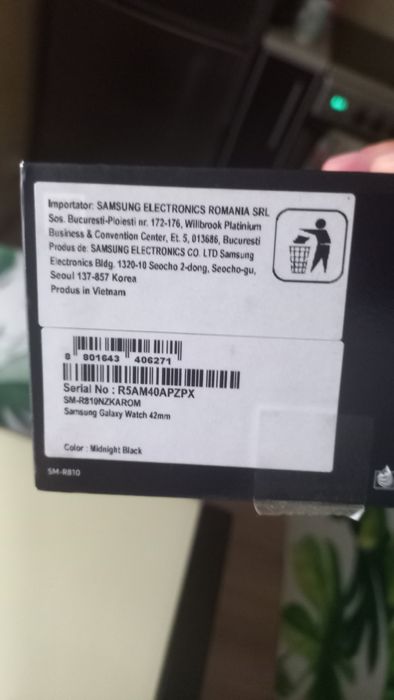 Importator: SAMSUNG ELECTRONICS ROMANIA SRL
Sos. Bucuresti-Ploiesti nr. 172-176, Willbrook Platinium
Business & Convention Center, Et. 5, 013686, Bucuresti
Produs de: SAMSUNG ELECTRONICS CO. LTD Samsung
Electronics Bldg. 1320-10 Seocho 2-dong, Seocho-gu,
Seoul 137-857 Korea
Produs in Vietnam
8 801643 406271
Serial No : R5AM40APZPX
SM-R810NZKAROM
Samsung Galaxy Watch 42mm
Color : Midnight Black
SM-R810